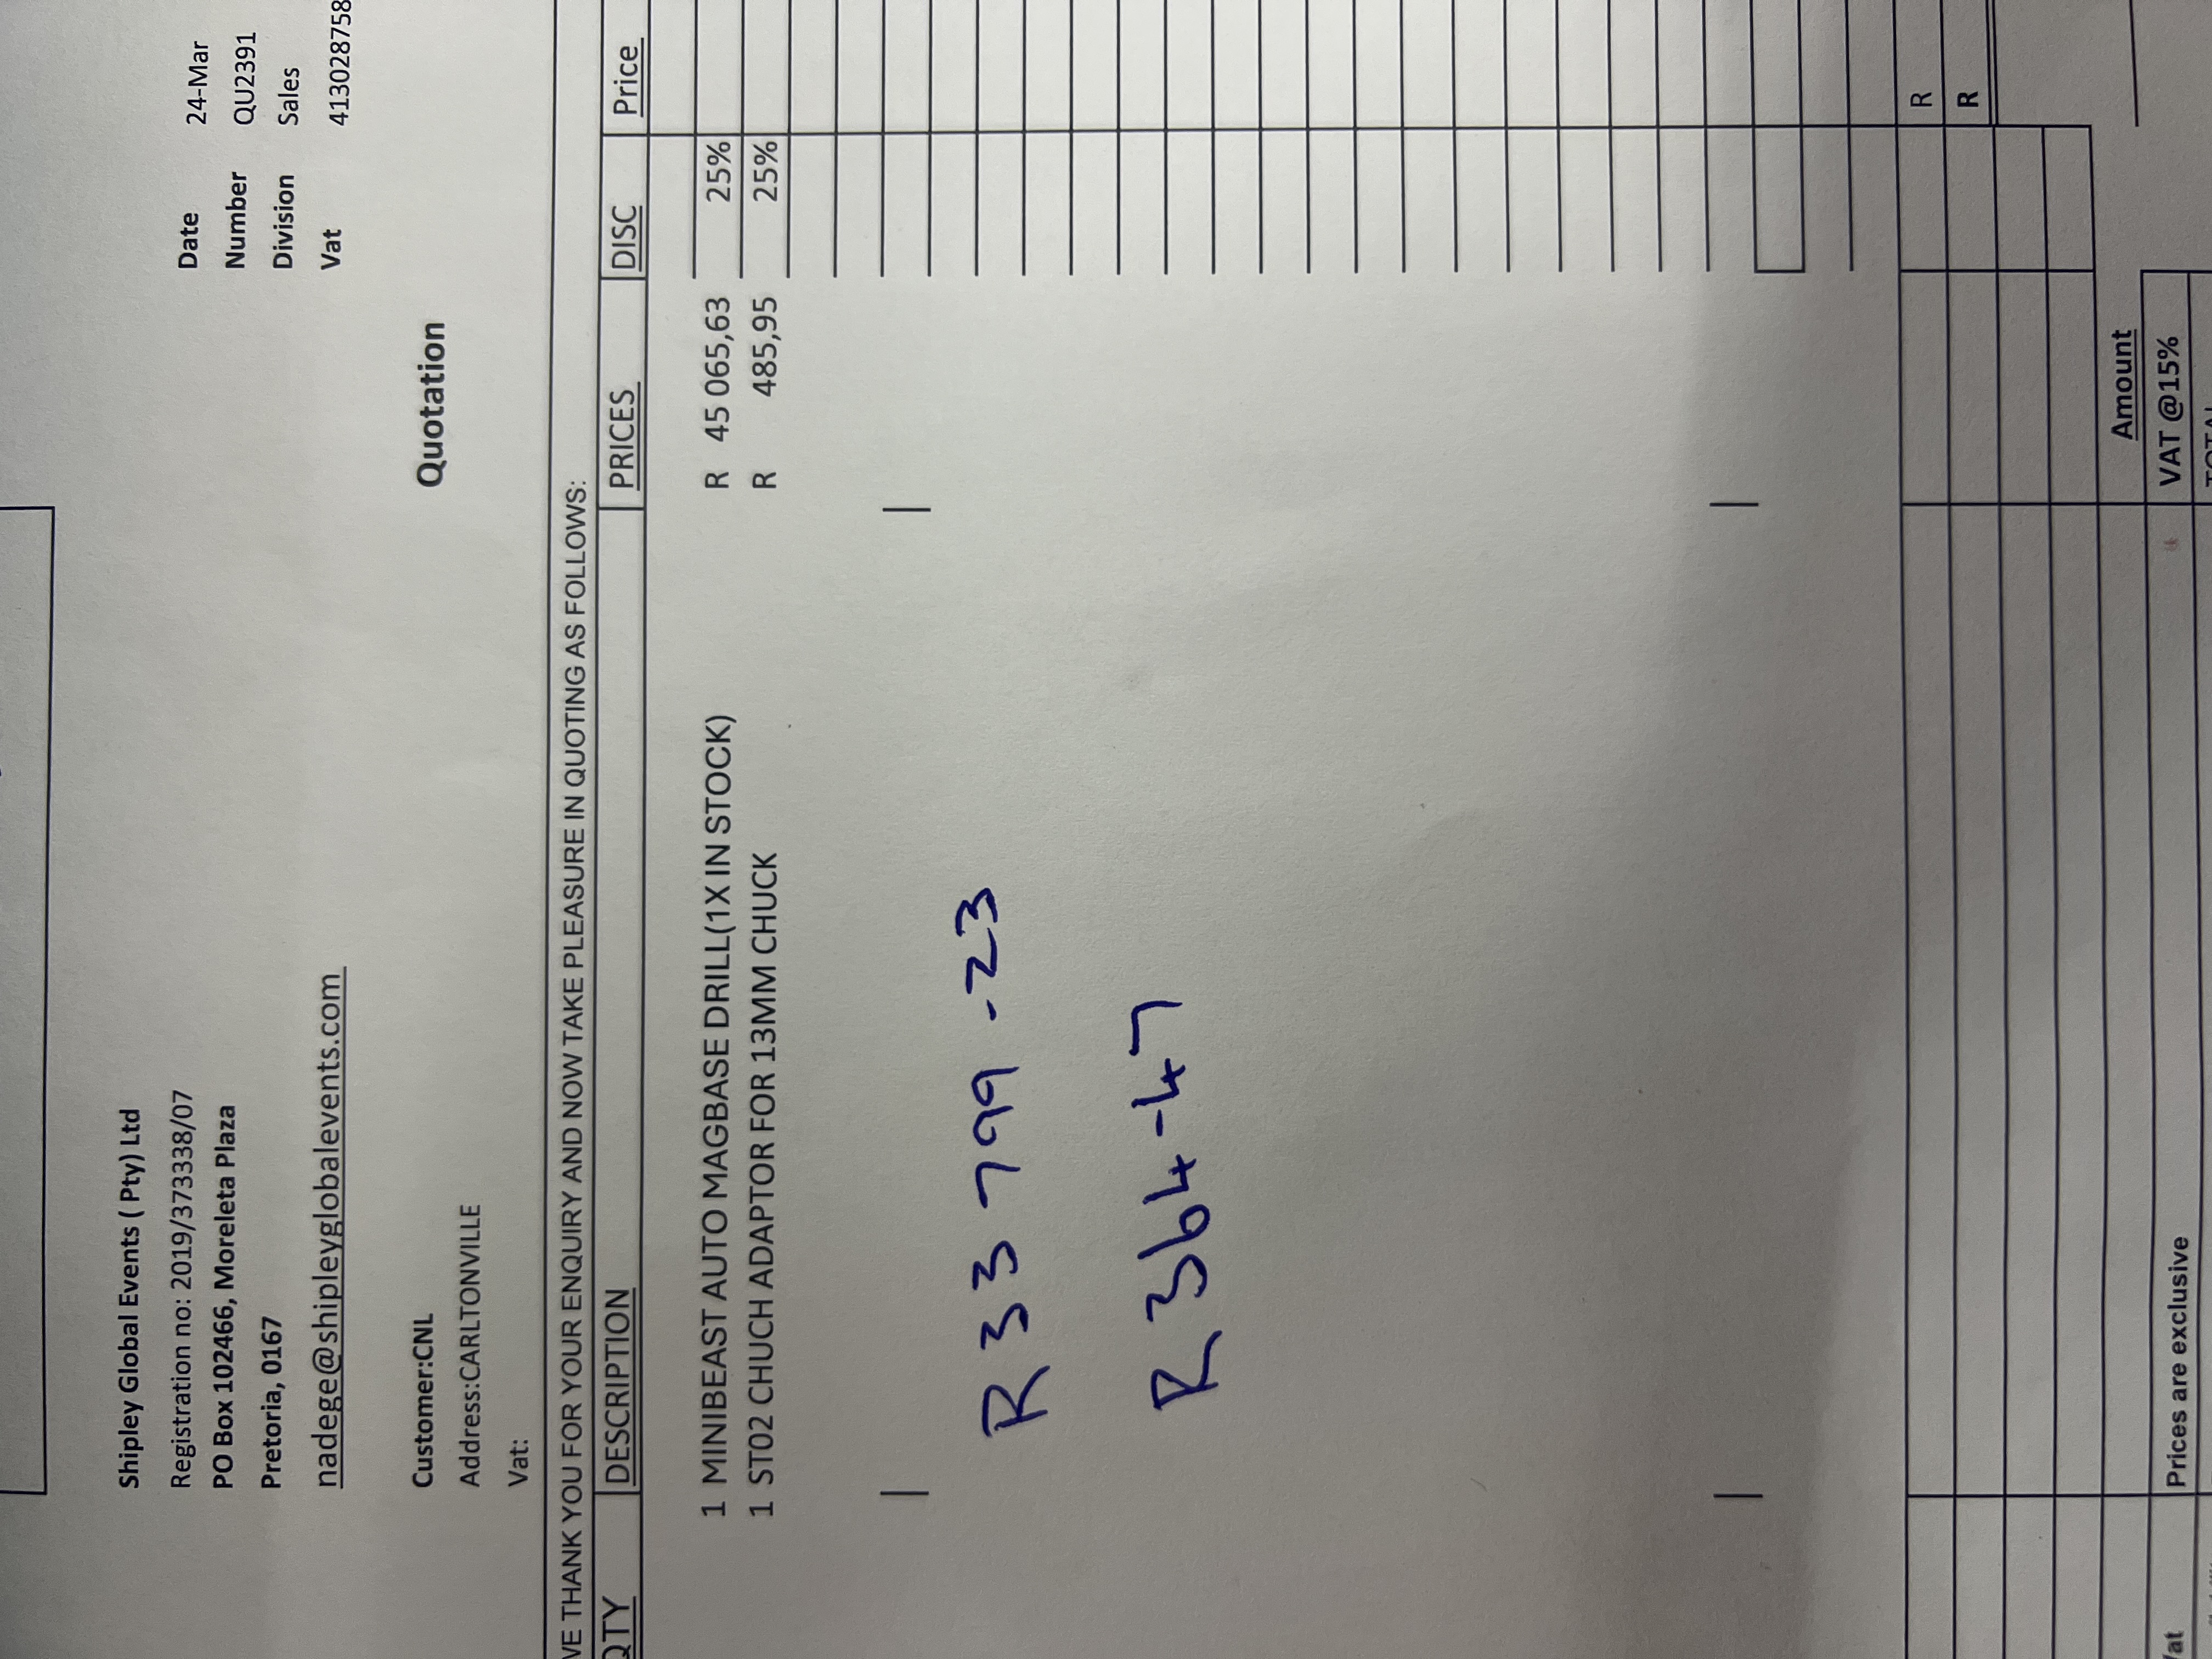 Shipley Global Events ( Pty) Ltd
Registration no: 2019/373338/07
PO Box 102466, Moreleta Plaza
Pretoria, 0167
nadege@shipleyglobalevents.com
Date 24-Mar
Number QU2391
Division Sales
Vat 413028758
Customer:CNL
Address:CARLTONVILLE
Vat:
Quotation
WE THANK YOU FOR YOUR ENQUIRY AND NOW TAKE PLEASURE IN QUOTING AS FOLLOWS:
QTY DESCRIPTION PRICES DISC Price
1 MINIBEAST AUTO MAGBASE DRILL(1X IN STOCK) R 45 065,63 25%
1 ST02 CHUCH ADAPTOR FOR 13MM CHUCK R 485,95 25%
R33 799-23
R364-47
R
R
Amount
Vat Prices are exclusive VAT @15%
TOTAL